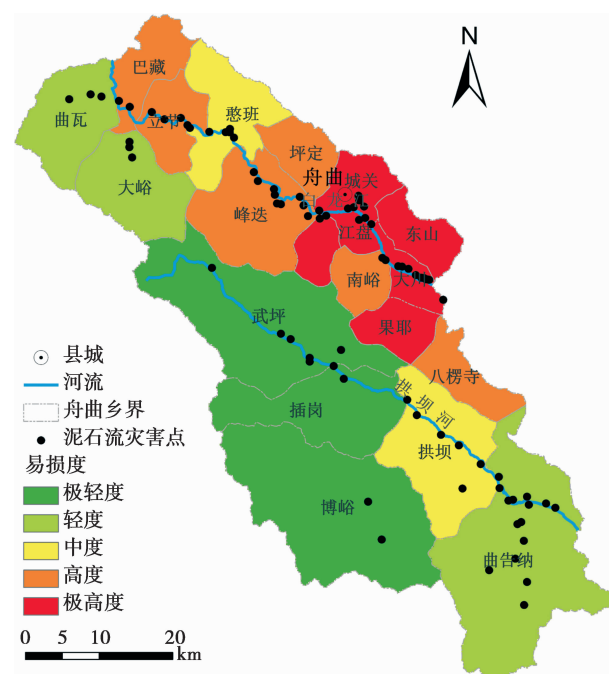 N
巴藏
曲瓦
立节
憨班
大峪
坪定
舟曲
城关
峰迭
白龙江
江盘
东山
南峪
大川
武坪
果耶
八楞寺
插岗
拱坝河
拱坝
博峪
曲告纳
县城
河流
舟曲乡界
泥石流灾害点
易损度
极轻度
轻度
中度
高度
极高度
0 5 10 20
km